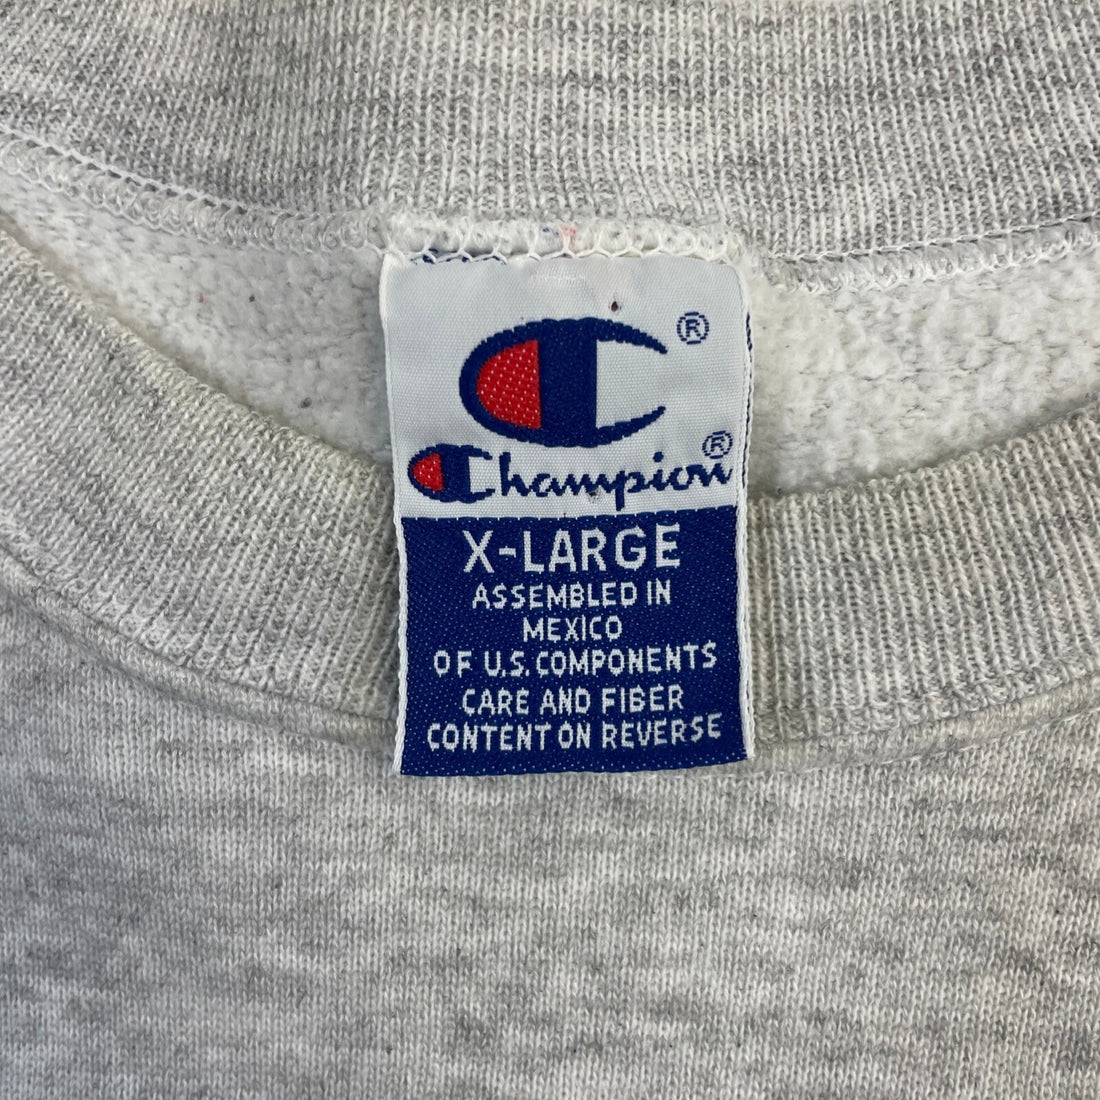 ®
Champion®
X-LARGE
ASSEMBLED IN
MEXICO
OF U.S. COMPONENTS
CARE AND FIBER
CONTENT ON REVERSE